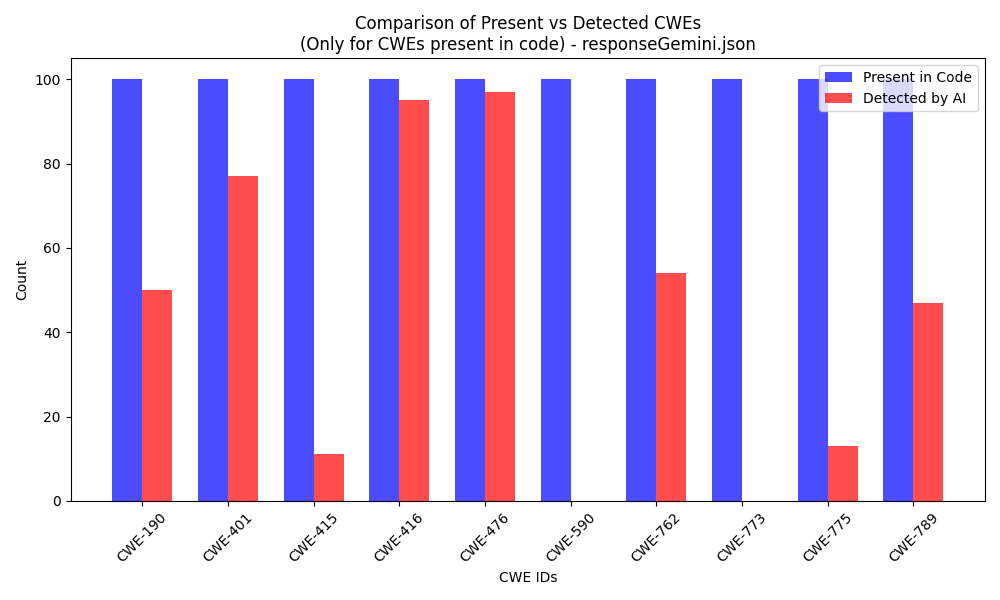 Comparison of Present vs Detected CWEs
(Only for CWEs present in code) - responseGemini.json
Present in Code
Detected by AI
Count
100
80
60
40
20
0
CWE-190
CWE-401
CWE-415
CWE-416
CWE-476
CWE-590
CWE-762
CWE-773
CWE-775
CWE-789
CWE IDs